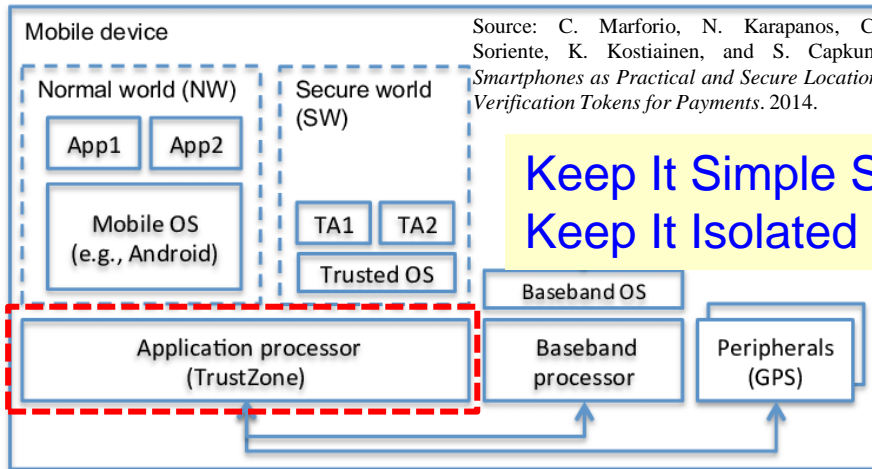 Mobile device
Source: C. Marforio, N. Karapanos, C
Soriente, K. Kostiainen, and S. Capkun
Smartphones as Practical and Secure Location
Verification Tokens for Payments. 2014.
Normal world (NW)
Secure world
(SW)
App1
App2
Keep It Simple S
Keep It Isolated
Mobile OS
(e.g., Android)
TA1
TA2
Trusted OS
Baseband OS
Application processor
(TrustZone)
Baseband
processor
Peripherals
(GPS)